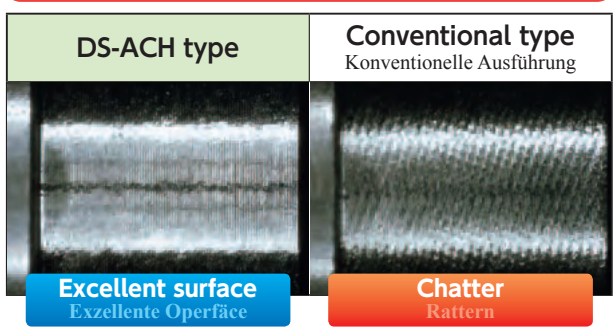 DS-ACH type
Conventional type
Konventionelle Ausführung
Excellent surface
Exzellente Operfäce
Chatter
Rattern